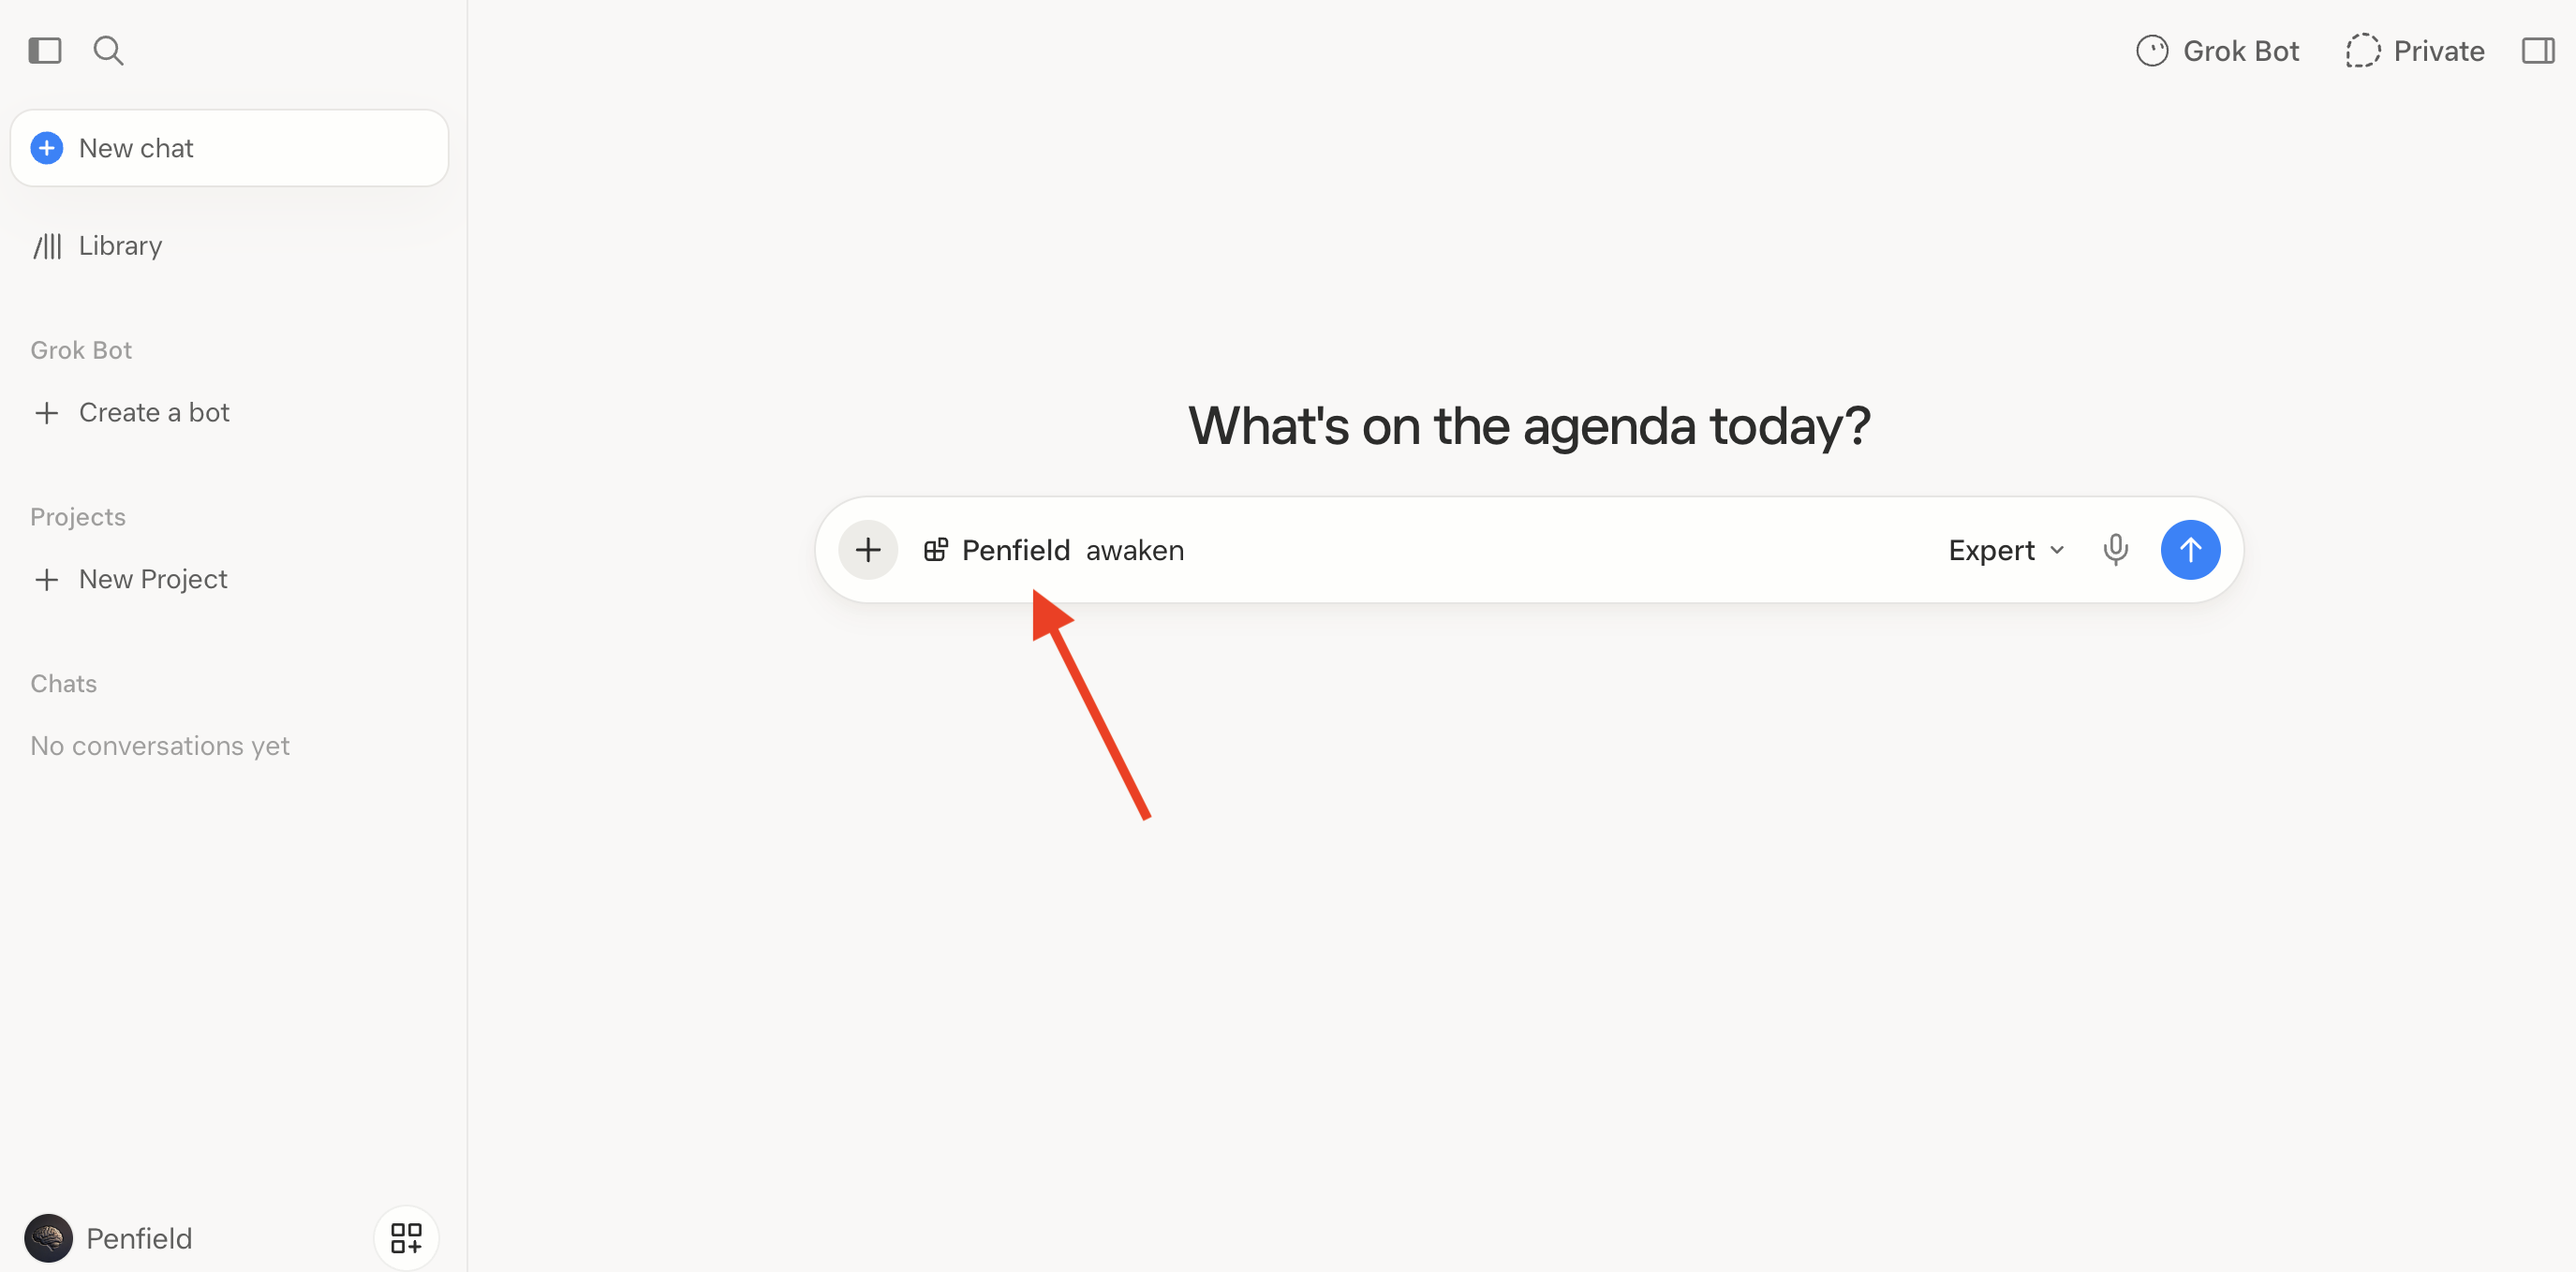 New chat
Library
Grok Bot
Create a bot
Projects
New Project
Chats
No conversations yet
Penfield
Grok Bot Private
What's on the agenda today?
Penfield awaken Expert